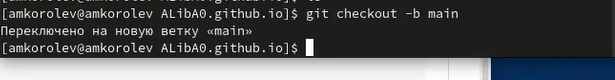 [amkorolev@amkorolev ALibA0.github.io]$ git checkout -b main
Переключено на новую ветку «main»
[amkorolev@amkorolev ALibA0.github.io]$